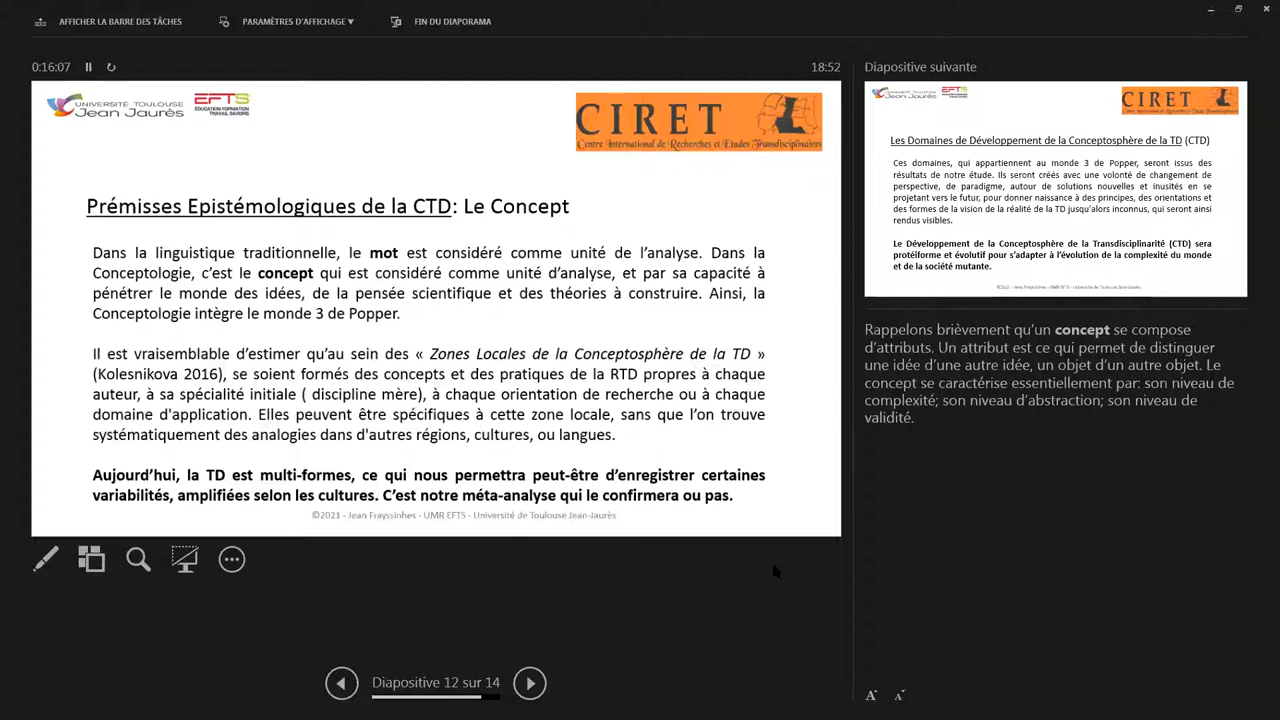 AFFICHER LA BARRE DES TÂCHES
PARAMÈTRES D'AFFICHAGE ▼
FIN DU DIAPORAMA
0:16:07
18:52
UNIVERSITÉ TOULOUSE
Jean Jaurès
EFTS
ÉDUCATION FORMATION
TRAVAIL SAVOIRS
CIRET
Centre International de Recherches et Etudes Transdisciplinaires
Prémisses Epistémologiques de la CTD: Le Concept
Dans la linguistique traditionnelle, le mot est considéré comme unité de l’analyse. Dans la
Conceptologie, c’est le concept qui est considéré comme unité d’analyse, et par sa capacité à
pénétrer le monde des idées, de la pensée scientifique et des théories à construire. Ainsi, la
Conceptologie intègre le monde 3 de Popper.
Il est vraisemblable d’estimer qu’au sein des « Zones Locales de la Conceptosphère de la TD »
(Kolesnikova 2016), se soient formés des concepts et des pratiques de la RTD propres à chaque
auteur, à sa spécialité initiale ( discipline mère), à chaque orientation de recherche ou à chaque
domaine d'application. Elles peuvent être spécifiques à cette zone locale, sans que l’on trouve
systématiquement des analogies dans d'autres régions, cultures, ou langues.
Aujourd’hui, la TD est multi-formes, ce qui nous permettra peut-être d’enregistrer certaines
variabilités, amplifiées selon les cultures. C’est notre méta-analyse qui le confirmera ou pas.
©2021 - Jean Frayssinhes - UMR EFTS - Université de Toulouse Jean-Jaurès
Diapositive 12 sur 14
Diapositive suivante
UNIVERSITÉ TOULOUSE
Jean Jaurès
EFTS
CIRET
Les Domaines de Développement de la Conceptosphère de la TD (CTD)
Ces domaines, qui appartiennent au monde 3 de Popper, seront issus des
résultats de notre étude. Ils seront créés avec une volonté de changement de
perspective, de paradigme, autour de solutions nouvelles et inusités en se
projetant vers le futur, pour donner naissance à des principes, des orientations et
des formes de la vision de la réalité de la TD jusqu'alors inconnus, qui seront ainsi
rendus visibles.
Le Développement de la Conceptosphère de la Transdisciplinarité (CTD) sera
protéiforme et évolutif pour s’adapter à l’évolution de la complexité du monde
et de la société mutante.
Rappelons brièvement qu’un concept se compose
d’attributs. Un attribut est ce qui permet de distinguer
une idée d’une autre idée, un objet d’un autre objet. Le
concept se caractérise essentiellement par: son niveau de
complexité; son niveau d’abstraction; son niveau de
validité.
A A